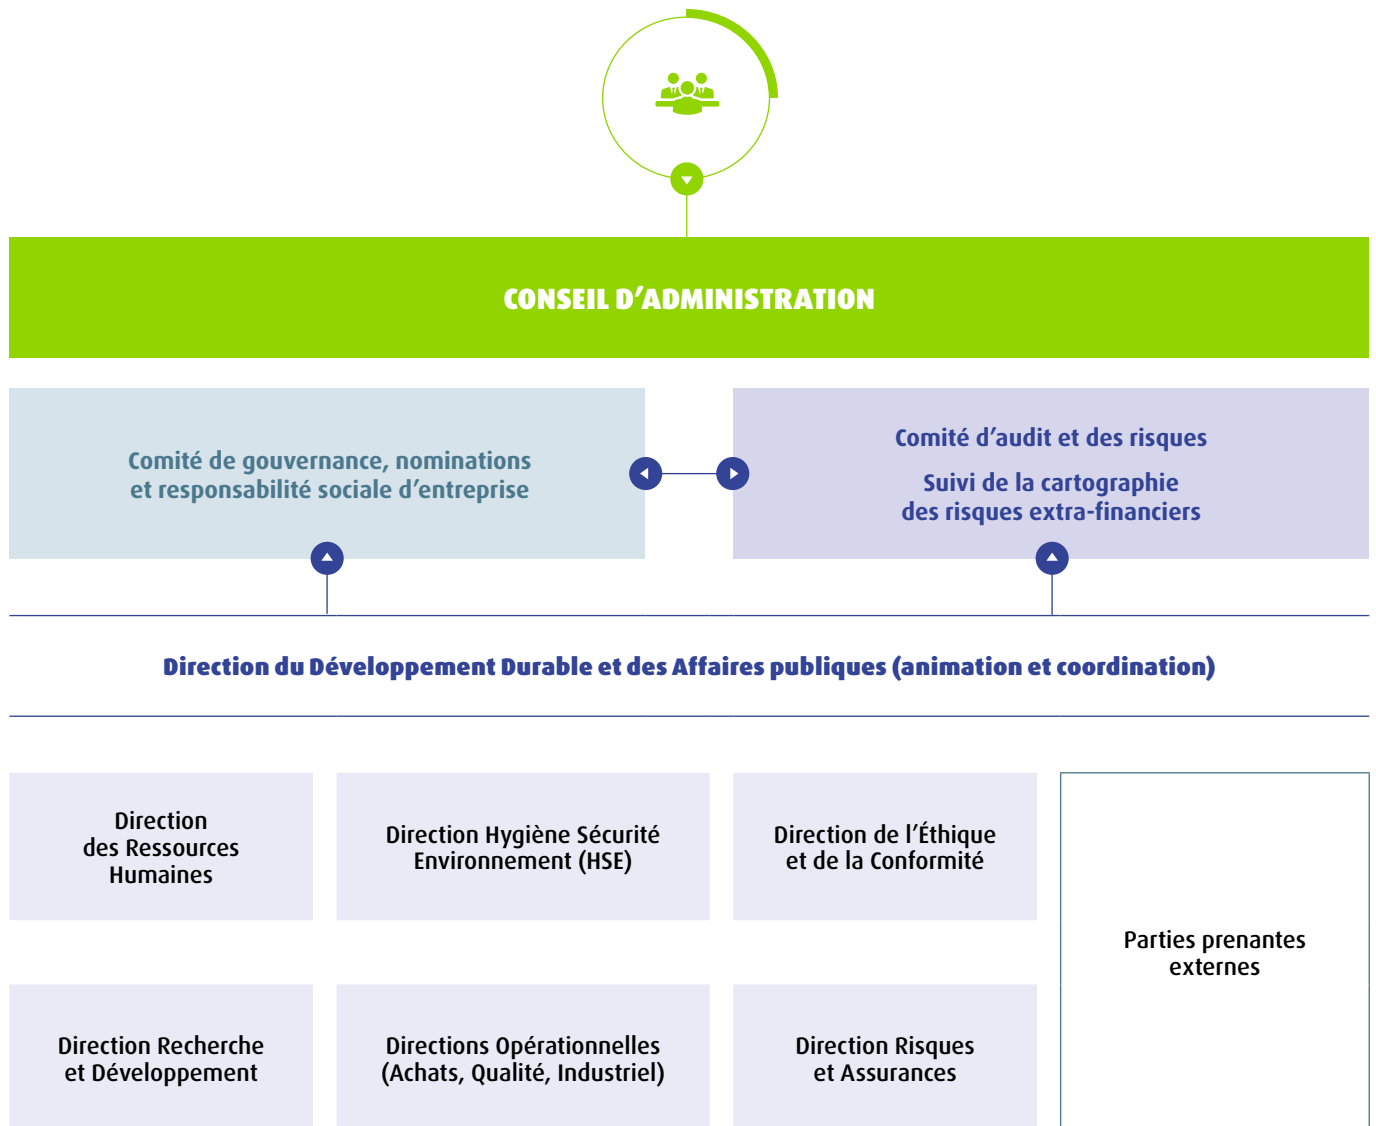 CONSEIL D’ADMINISTRATION
Comité de gouvernance, nominations
et responsabilité sociale d’entreprise
Comité d’audit et des risques
Suivi de la cartographie
des risques extra-financiers
Direction du Développement Durable et des Affaires publiques (animation et coordination)
Direction
des Ressources
Humaines
Direction Hygiène Sécurité
Environnement (HSE)
Direction de l’Éthique
et de la Conformité
Parties prenantes
externes
Direction Recherche
et Développement
Directions Opérationnelles
(Achats, Qualité, Industriel)
Direction Risques
et Assurances